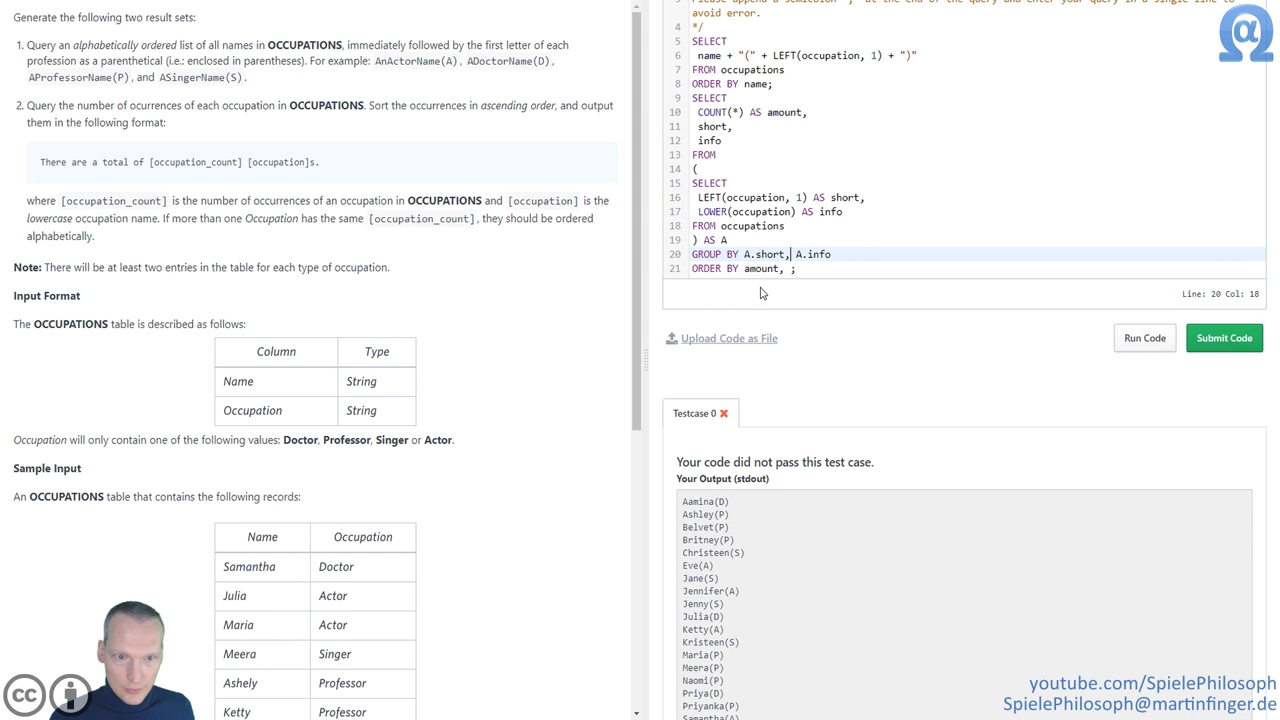 Generate the following two result sets:
1. Query an alphabetically ordered list of all names in OCCUPATIONS, immediately followed by the first letter of each
profession as a parenthetical (i.e.: enclosed in parentheses). For example: AnActorName(A), ADoctorName(D),
AProfessorName(P), and ASingerName(S).
2. Query the number of ocurrences of each occupation in OCCUPATIONS. Sort the occurrences in ascending order, and output
them in the following format:
There are a total of [occupation_count] [occupation]s.
where [occupation_count] is the number of occurrences of an occupation in OCCUPATIONS and [occupation] is the
lowercase occupation name. If more than one Occupation has the same [occupation_count], they should be ordered
alphabetically.
Note: There will be at least two entries in the table for each type of occupation.
Input Format
The OCCUPATIONS table is described as follows:
Column Type
Name String
Occupation String
Occupation will only contain one of the following values: Doctor, Professor, Singer or Actor.
Sample Input
An OCCUPATIONS table that contains the following records:
Name Occupation
Samantha Doctor
Julia Actor
Maria Actor
Meera Singer
Ashely Professor
Ketty Professor
cc
avoid error.
4 */
5 SELECT
6 name + "(" + LEFT(occupation, 1) + ")"
7 FROM occupations
8 ORDER BY name;
9 SELECT
10 COUNT(*) AS amount,
11 short,
12 info
13 FROM
14 (
15 SELECT
16 LEFT(occupation, 1) AS short,
17 LOWER(occupation) AS info
18 FROM occupations
19 ) AS A
20 GROUP BY A.short, A.info
21 ORDER BY amount, ;
Line: 20 Col: 18
Upload Code as File
Run Code
Submit Code
Testcase 0
Your code did not pass this test case.
Your Output (stdout)
Aamina(D)
Ashley(P)
Belvet(P)
Britney(P)
Christeen(S)
Eve(A)
Jane(S)
Jennifer(A)
Jenny(S)
Julia(D)
Ketty(A)
Kristeen(S)
Maria(P)
Meera(P)
Naomi(P)
Priya(D)
Priyanka(P)
youtube.com/SpielePhilosoph
SpielePhilosoph@martinfinger.de